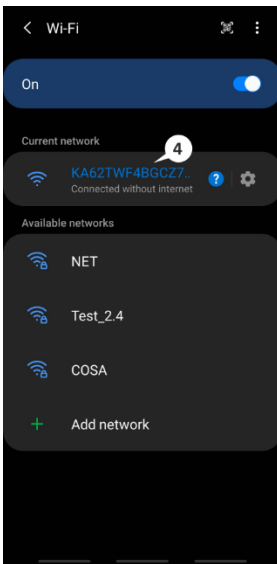 Wi-Fi
On
Current network
4
KA62TWF4BGCZ7..
Connected without internet
?
Available networks
NET
Test_2.4
COSA
+ Add network